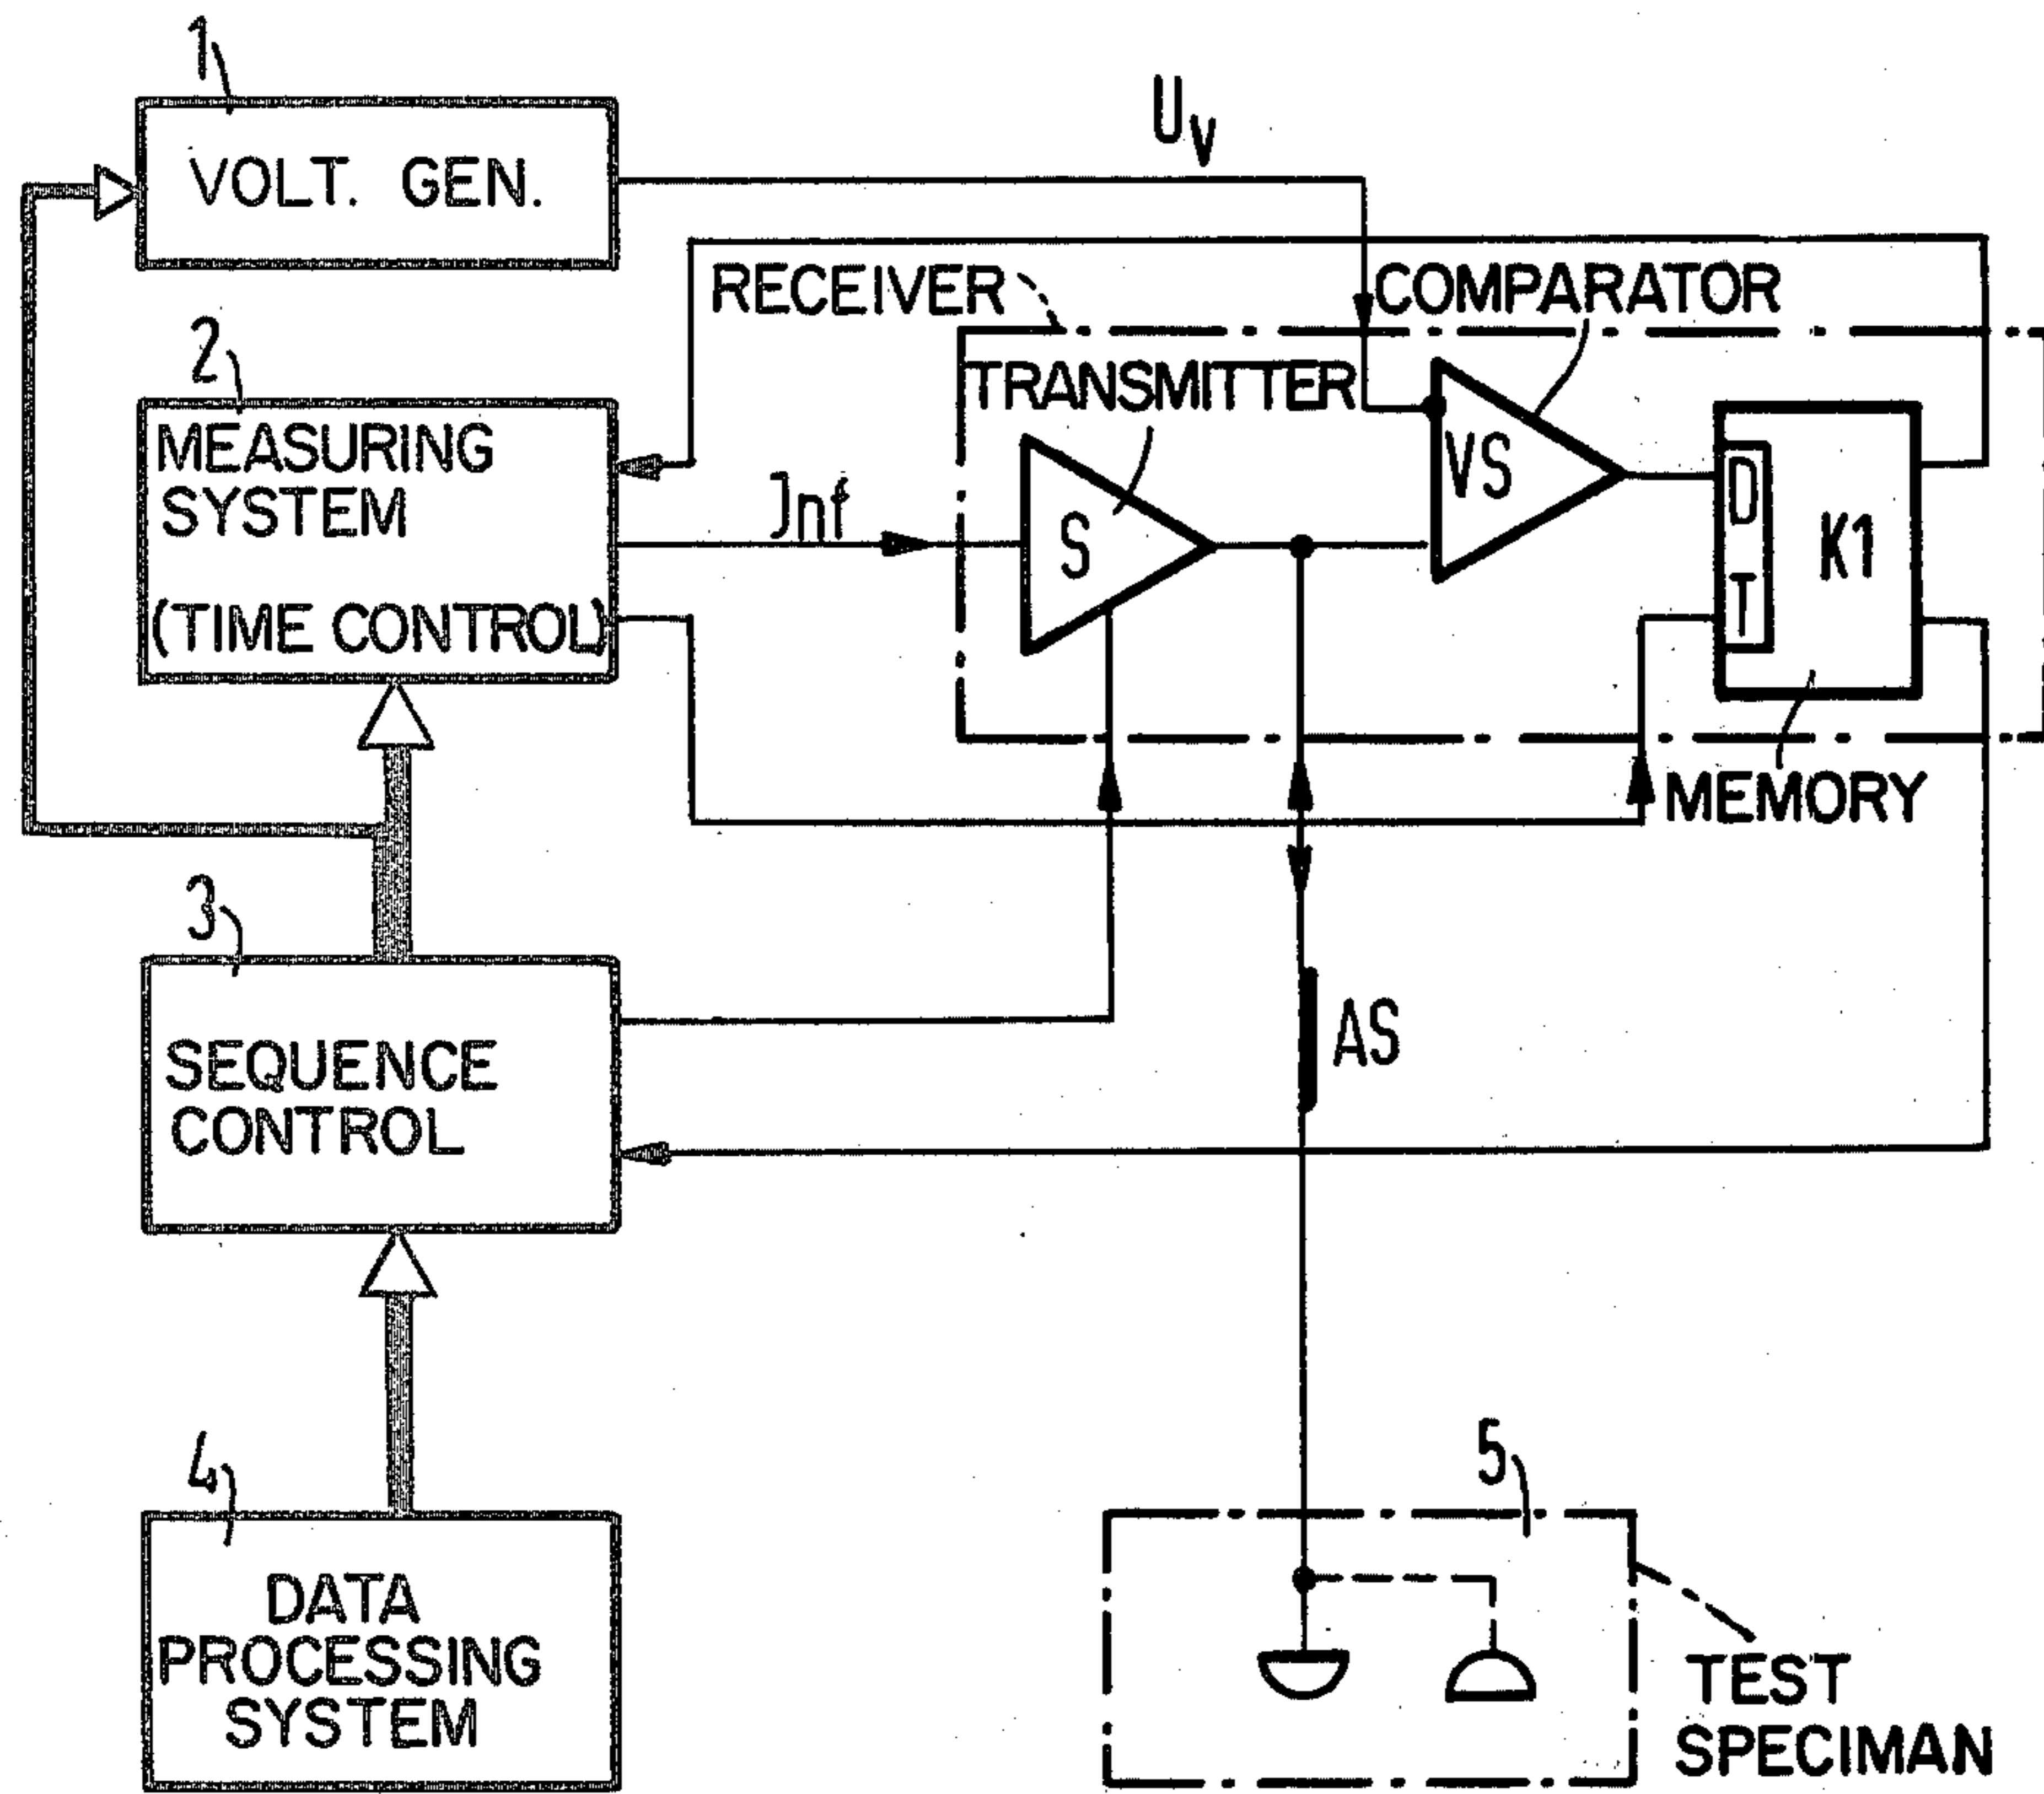 1
VOLT. GEN.
U_V
RECEIVER
COMPARATOR
2
TRANSMITTER
MEASURING
SYSTEM
(TIME CONTROL)
Jnf
S
VS
D
T
K1
MEMORY
3
SEQUENCE
CONTROL
AS
4
DATA
PROCESSING
SYSTEM
5
TEST
SPECIMAN